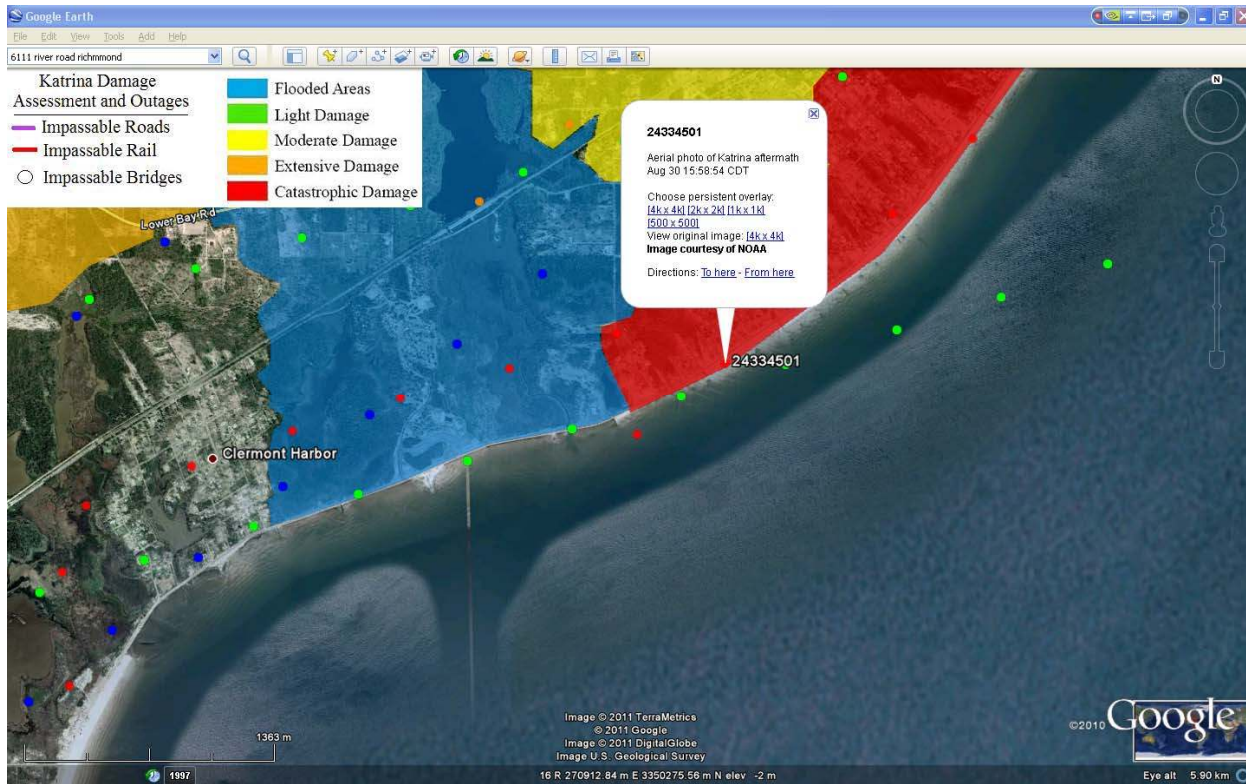 Google Earth
File Edit View Tools Add Help
6111 river road richmmond
Katrina Damage
Assessment and Outages
Impassable Roads
Impassable Rail
Impassable Bridges
Flooded Areas
Light Damage
Moderate Damage
Extensive Damage
Catastrophic Damage
N
24334501
Aerial photo of Katrina aftermath
Aug 30 15:58:54 CDT
Choose persistent overlay:
[4k x 4k] [2k x 2k] [1k x 1k]
[500 x 500]
View original image: [4k x 4k]
Image courtesy of NOAA
Directions: To here - From here
Lower Bay Rd
24334501
Clermont Harbor
Image © 2011 TerraMetrics
© 2011 Google
Image © 2011 DigitalGlobe
Image U.S. Geological Survey
©2010 Google
1363 m
1997
16 R 270912.84 m E 3350275.56 m N elev -2 m
Eye alt 5.90 km